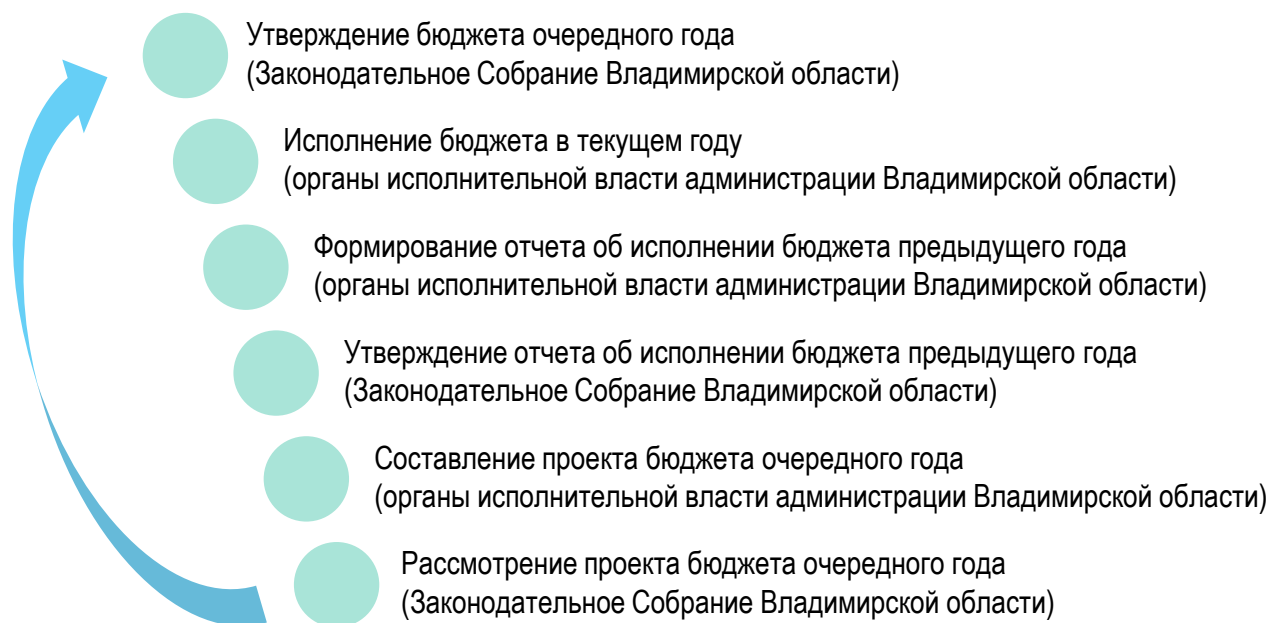 Утверждение бюджета очередного года
(Законодательное Собрание Владимирской области)
Исполнение бюджета в текущем году
(органы исполнительной власти администрации Владимирской области)
Формирование отчета об исполнении бюджета предыдущего года
(органы исполнительной власти администрации Владимирской области)
Утверждение отчета об исполнении бюджета предыдущего года
(Законодательное Собрание Владимирской области)
Составление проекта бюджета очередного года
(органы исполнительной власти администрации Владимирской области)
Рассмотрение проекта бюджета очередного года
(Законодательное Собрание Владимирской области)